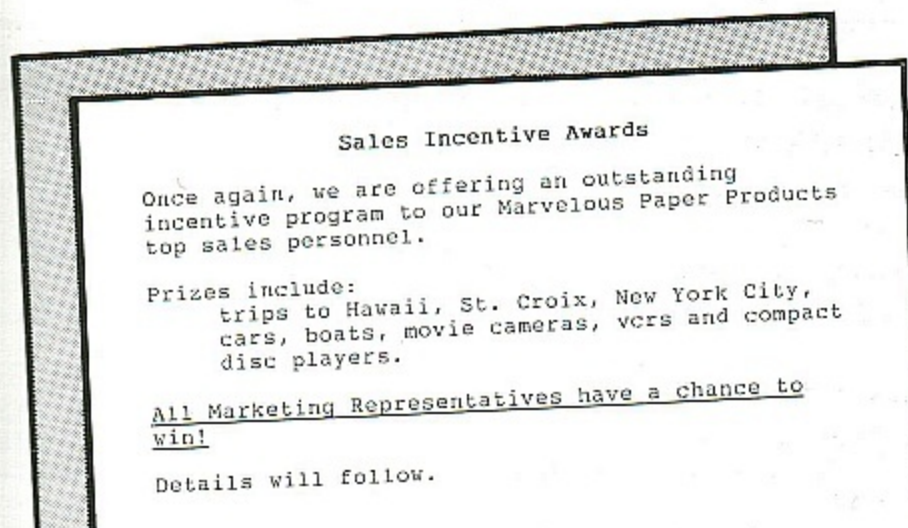 Sales Incentive Awards
Once again, we are offering an outstanding
incentive program to our Marvelous Paper Products
top sales personnel.
Prizes include:
trips to Hawaii, St. Croix, New York City,
cars, boats, movie cameras, vcrs and compact
disc players.
All Marketing Representatives have a chance to
win!
Details will follow.